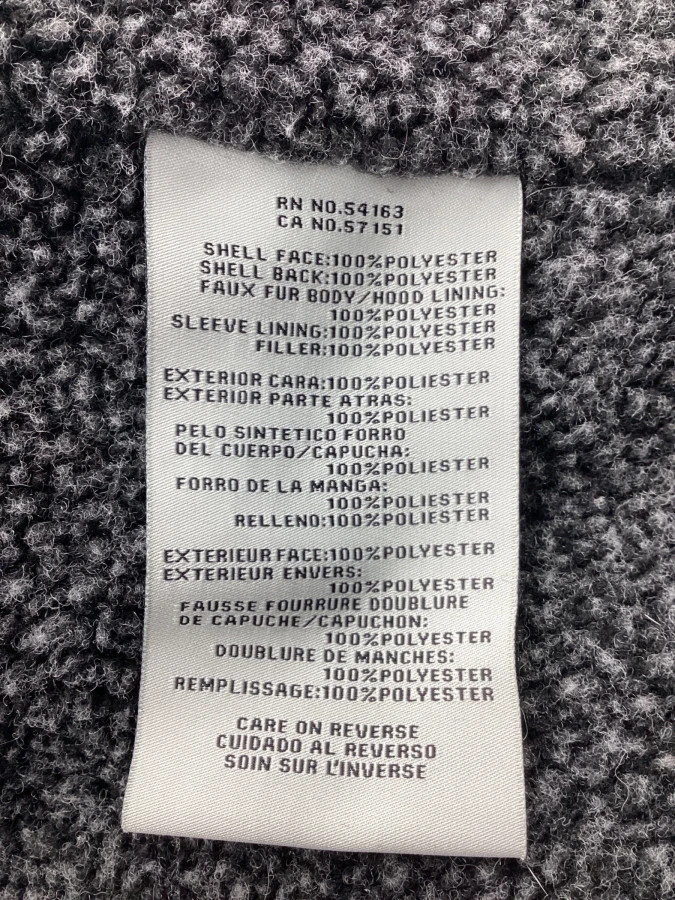 RN NO.54163
CA NO.57151
SHELL FACE:100%POLYESTER
SHELL BACK:100%POLYESTER
FAUX FUR BODY/HOOD LINING:
100%POLYESTER
SLEEVE LINING:100%POLYESTER
FILLER:100%POLYESTER
EXTERIOR CARA:100%POLIESTER
EXTERIOR PARTE ATRAS:
100%POLIESTER
PELO SINTETICO FORRO
DEL CUERPO/CAPUCHA:
100%POLIESTER
FORRO DE LA MANGA:
100%POLIESTER
RELLENO:100%POLIESTER
EXTERIEUR FACE:100%POLYESTER
EXTERIEUR ENVERS:
100%POLYESTER
FAUSSE FOURRURE DOUBLURE
DE CAPUCHE/CAPUCHON:
100%POLYESTER
DOUBLURE DE MANCHES:
100%POLYESTER
REMPLISSAGE:100%POLYESTER
CARE ON REVERSE
CUIDADO AL REVERSO
SOIN SUR L'INVERSE